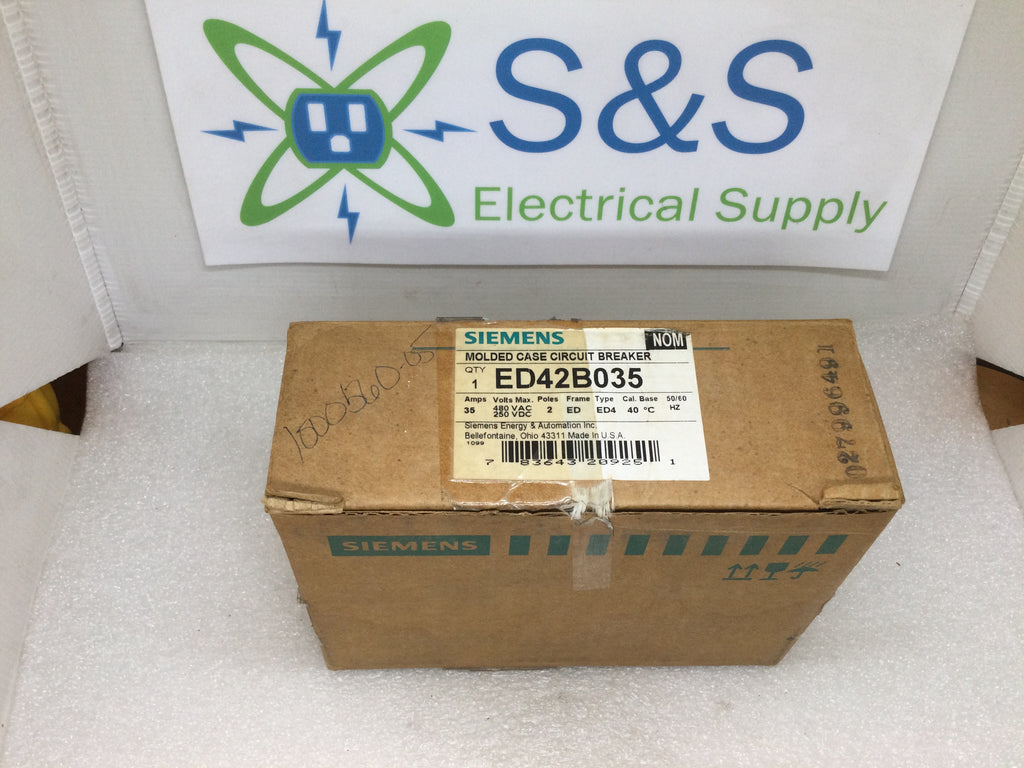 S&S
Electrical Supply
SIEMENS
NOM
MOLDED CASE CIRCUIT BREAKER
QTY
1 ED42B035
Amps Volts Max. Poles Frame Type Cal. Base 50/60
35 480 VAC 2 ED ED4 40 °C HZ
250 VDC
Siemens Energy & Automation Inc.
Bellefontaine, Ohio 43311 Made In U.S.A.
1099
7 83643 20925 1
SIEMENS